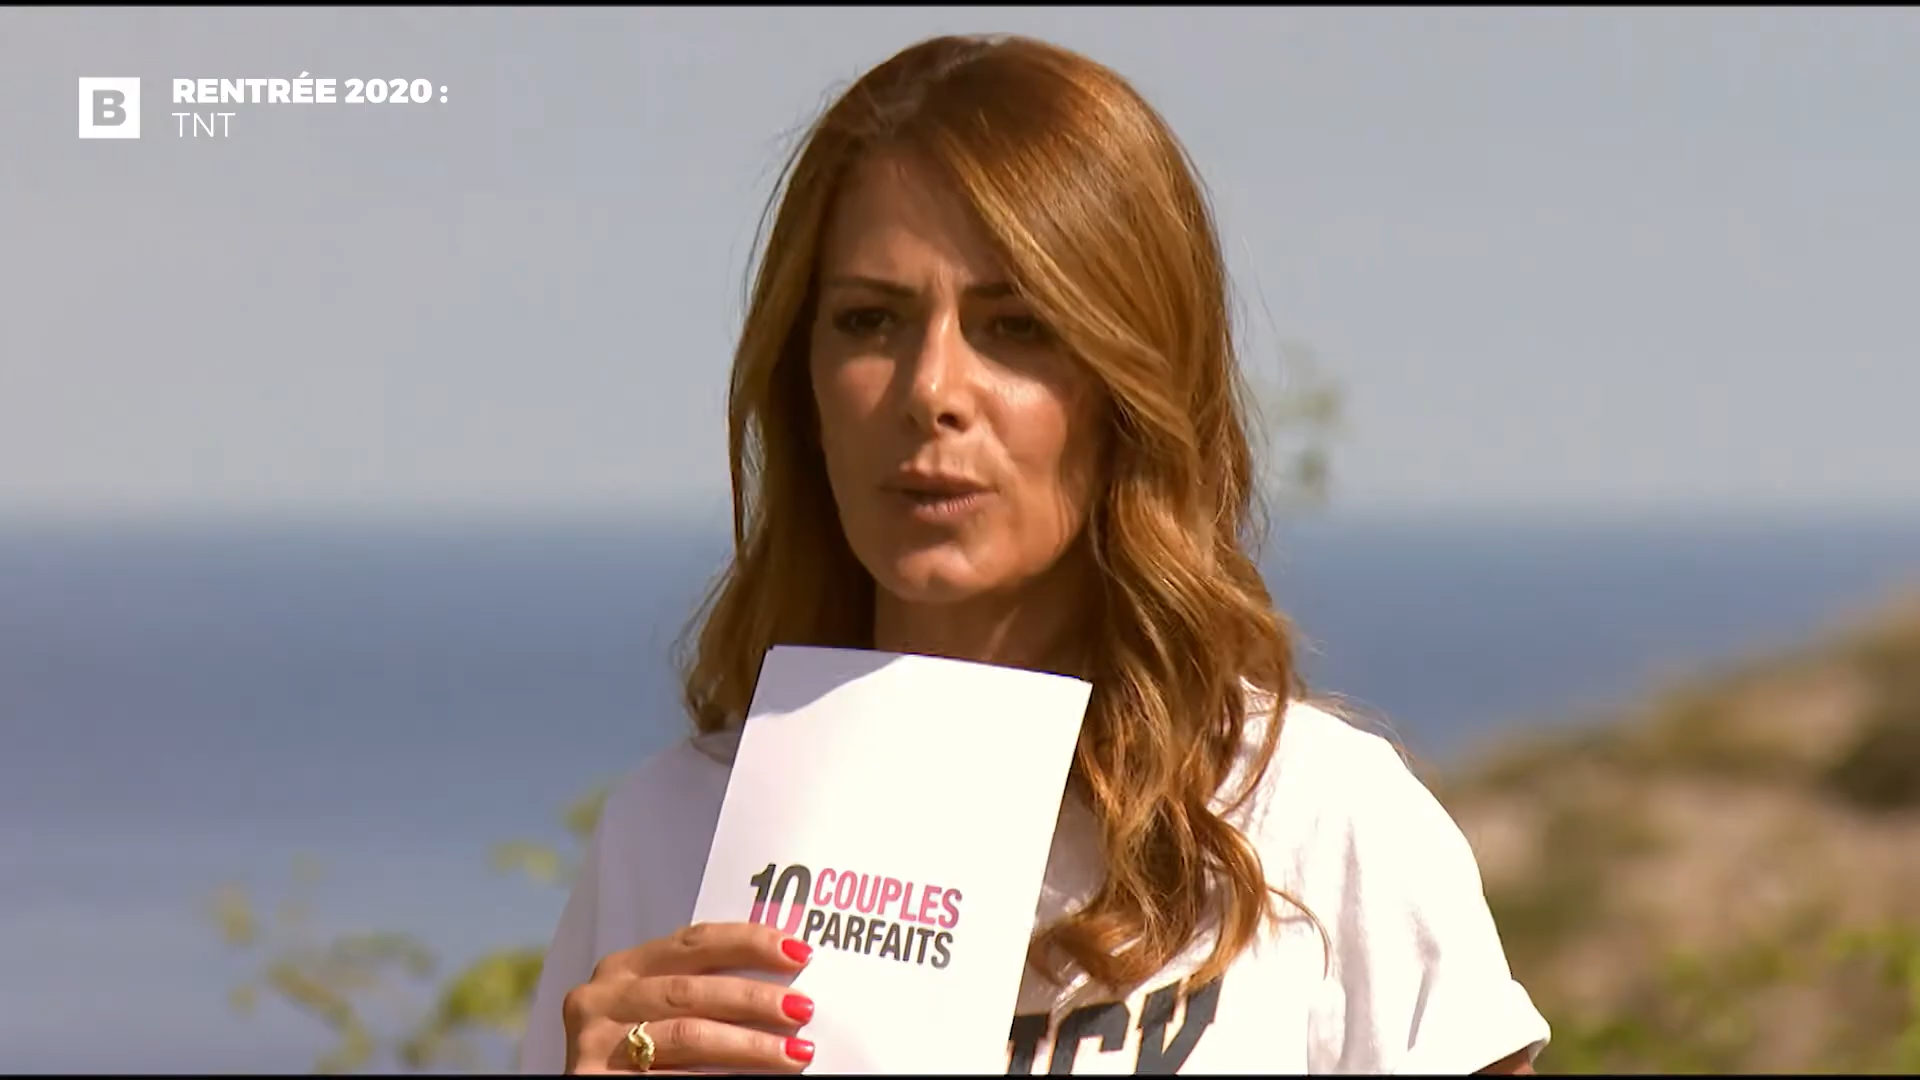 B
RENTRÉE 2020 :
TNT
10 COUPLES
PARFAITS